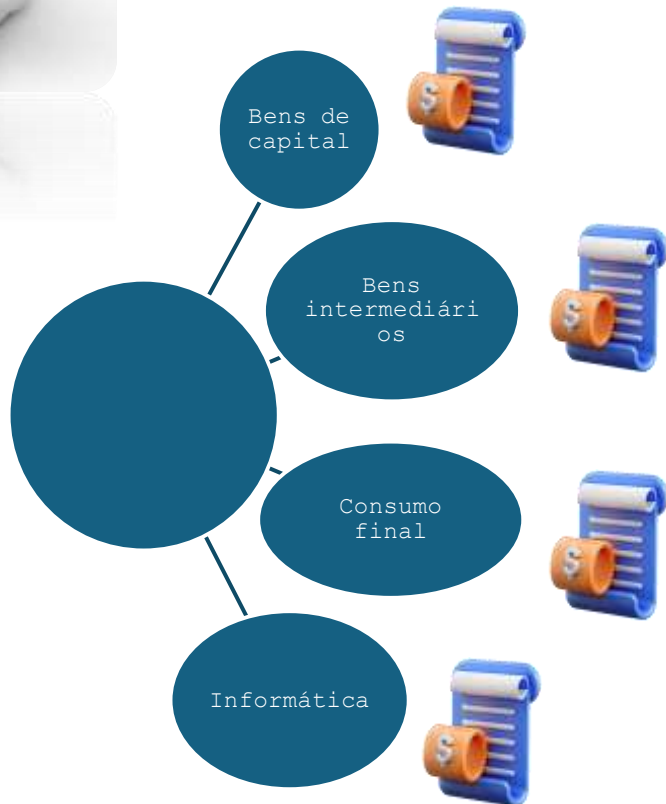 Bens de
capital
Bens
intermediári
os
Consumo
final
Informática
$
$
$
$